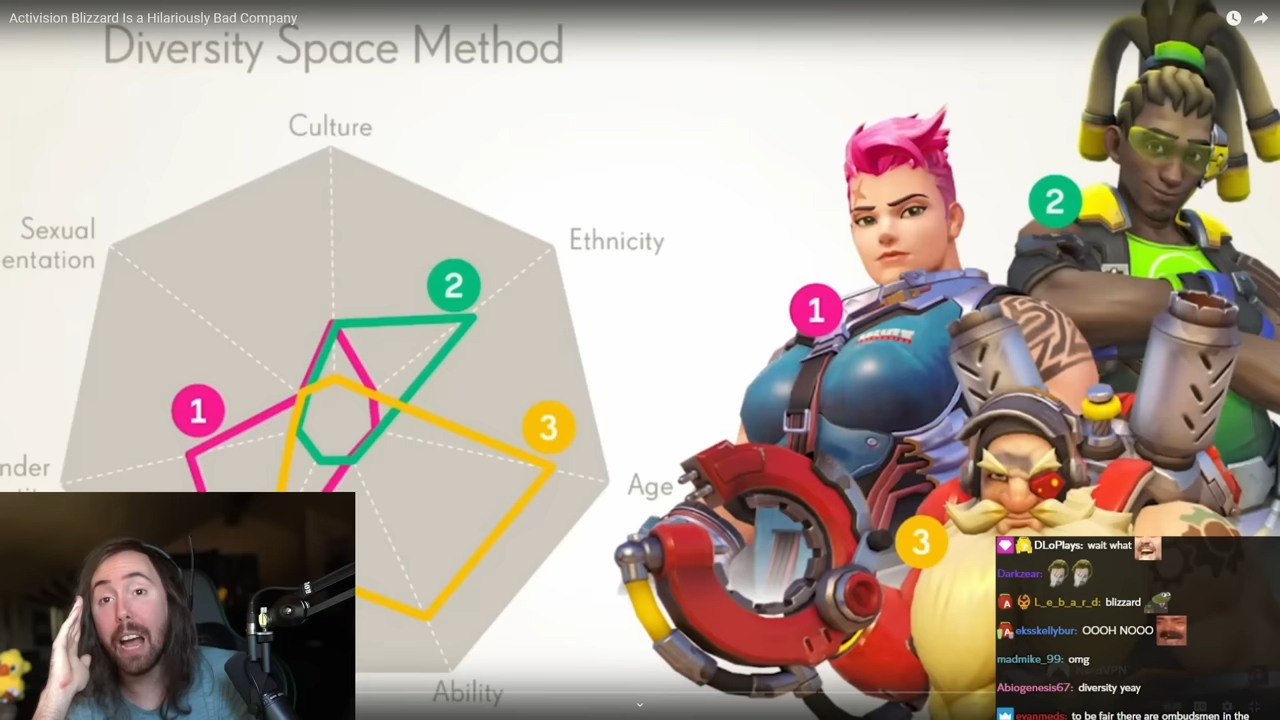 Activision Blizzard Is a Hilariously Bad Company
Diversity Space Method
Culture
Sexual
entation
Ethnicity
2
2
1
1
3
nder
Age
3
Ability
DLoPlays: wait what
Darkzear:
L_e_b_a_r_d: blizzard
eksskellybur: OOOH NOOO
madmike_99: omg
Abiogenesis67: diversity yeay
evanmeds: to be fair there are ombudsmen in the